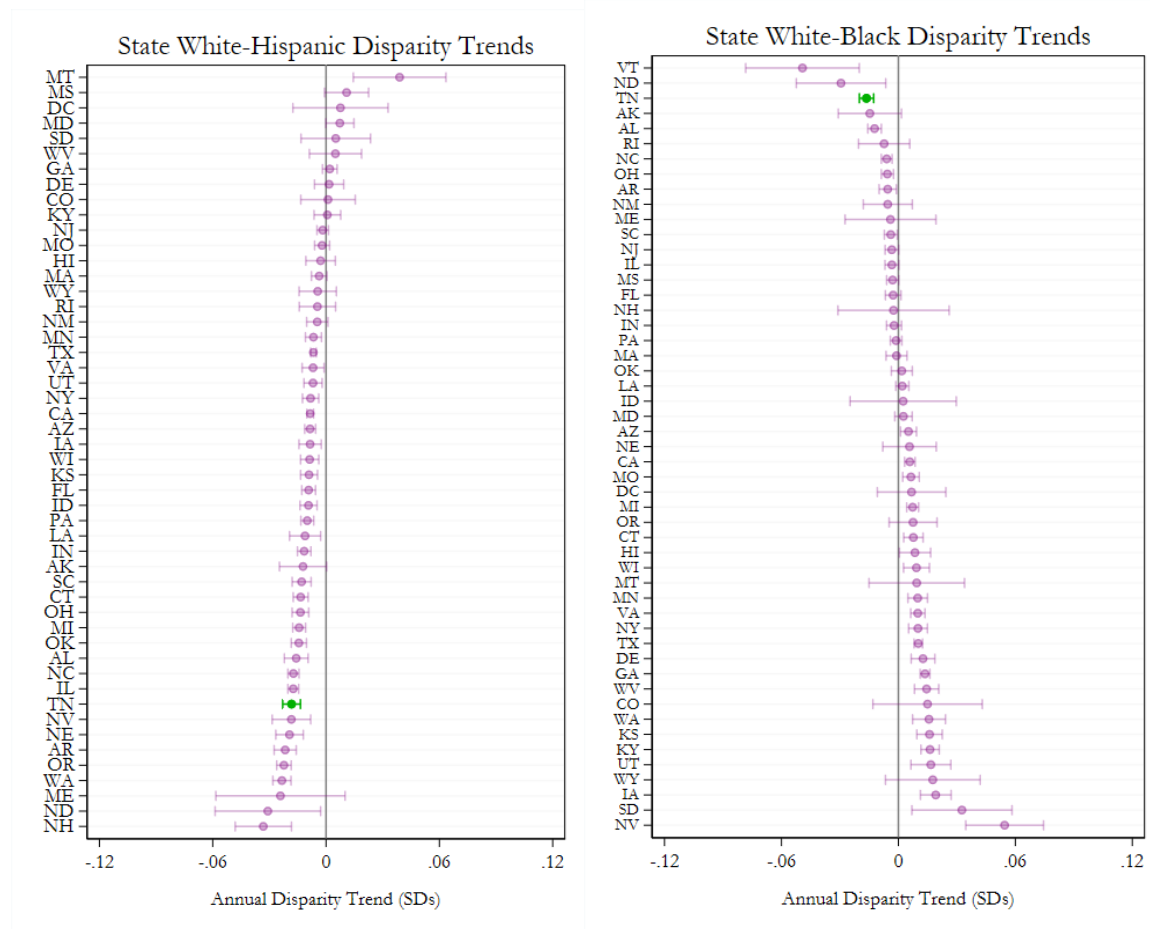 State White-Hispanic Disparity Trends
MT
MS
DC
MD
SD
WV
GA
DE
CO
KY
NJ
MO
HI
MA
WY
RI
NM
MN
TX
VA
UT
NY
CA
AZ
IA
WI
KS
FL
ID
PA
LA
IN
AK
SC
CT
OH
MI
OK
AL
NC
IL
TN
NV
NE
AR
OR
WA
ME
ND
NH
-.12 -.06 0 .06 .12
Annual Disparity Trend (SDs)
State White-Black Disparity Trends
VT
ND
TN
AK
AL
RI
NC
OH
AR
NM
ME
SC
NJ
IL
MS
FL
NH
IN
PA
MA
OK
LA
ID
MD
AZ
NE
CA
MO
DC
MI
OR
CT
HI
WI
MT
MN
VA
NY
TX
DE
GA
WV
CO
WA
KS
KY
UT
WY
IA
SD
NV
-.12 -.06 0 .06 .12
Annual Disparity Trend (SDs)